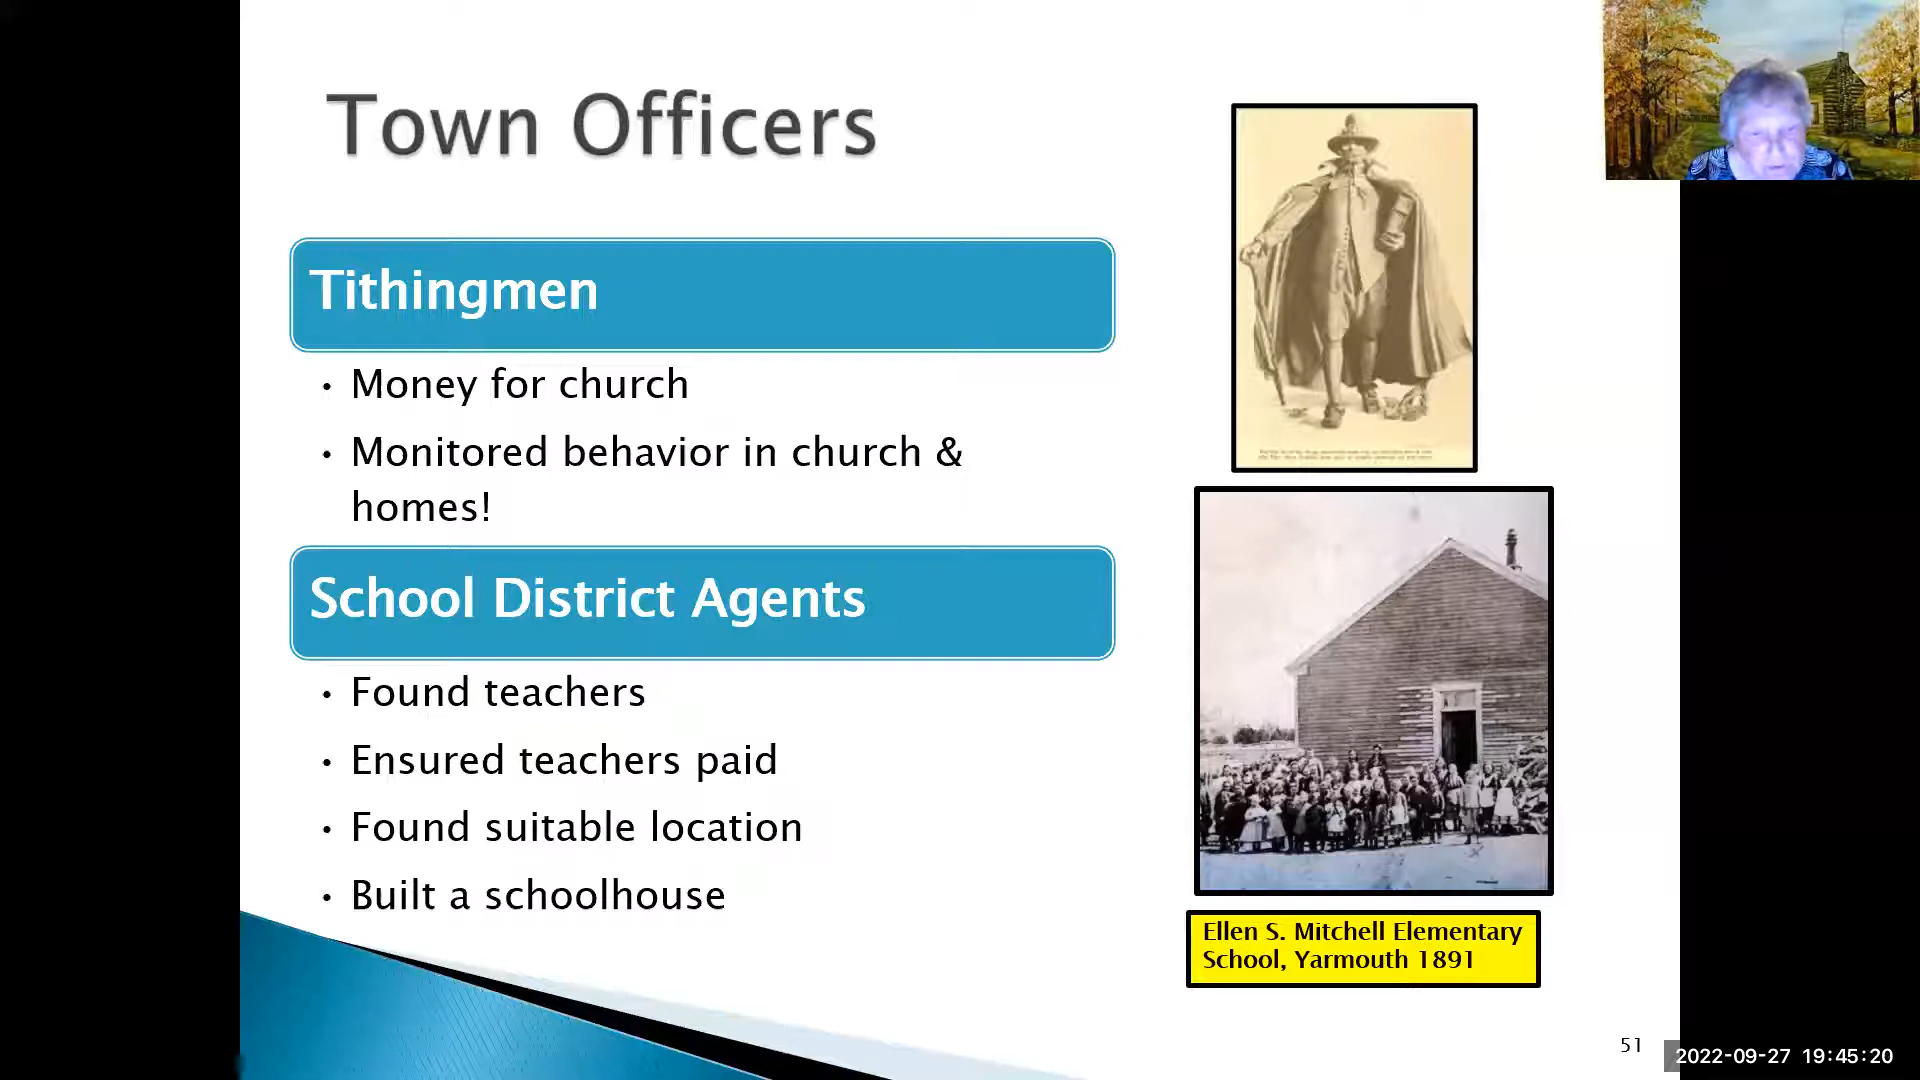 Town Officers
Tithingmen
• Money for church
• Monitored behavior in church &
homes!
School District Agents
• Found teachers
• Ensured teachers paid
• Found suitable location
• Built a schoolhouse
Ellen S. Mitchell Elementary
School, Yarmouth 1891
51
2022-09-27 19:45:20